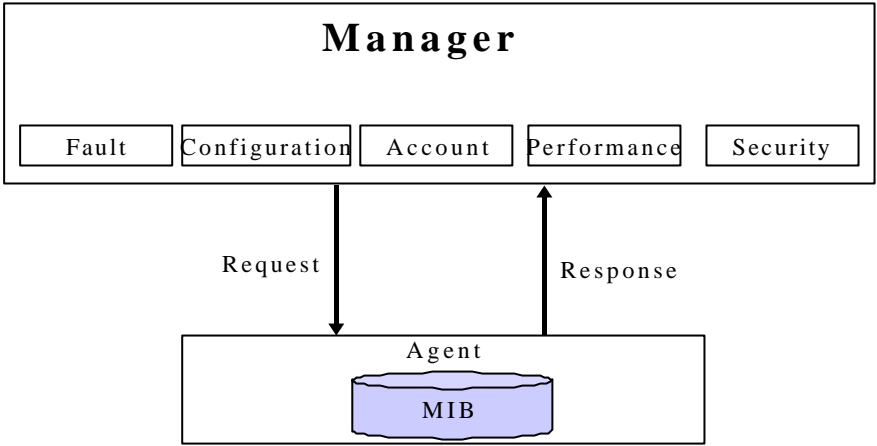 Manager
Fault Configuration Account Performance Security
Request
Response
Agent
MIB